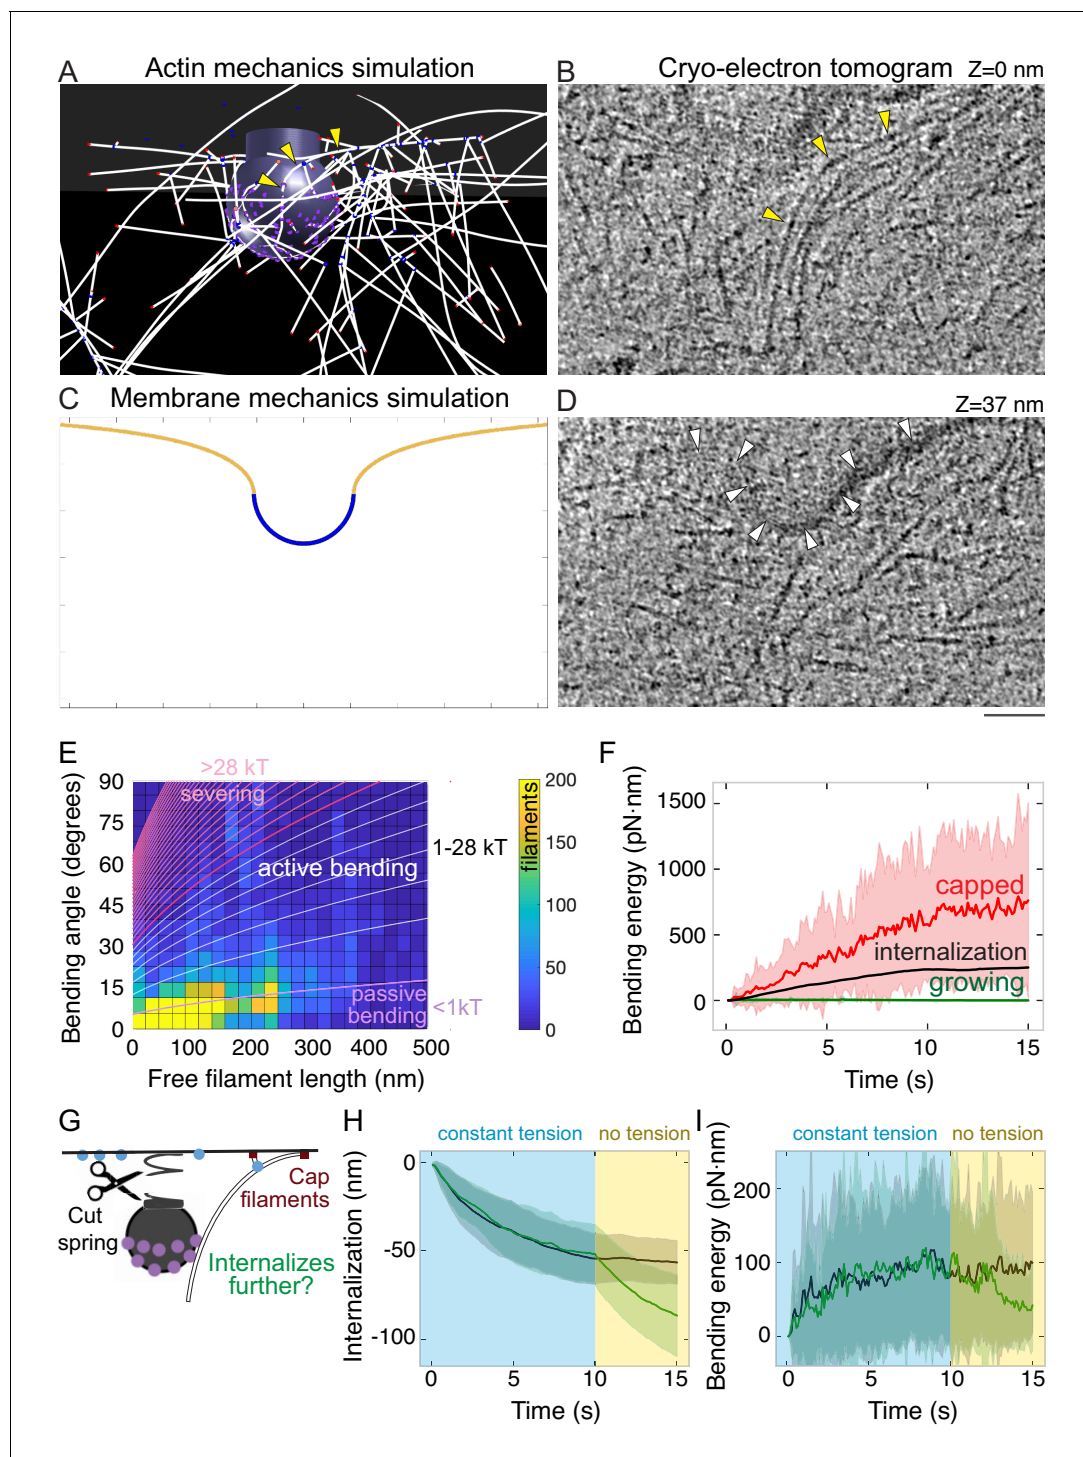 A Actin mechanics simulation
B Cryo-electron tomogram Z=0 nm
C Membrane mechanics simulation
D Z=37 nm
E
Bending angle (degrees)
90
75
60
45
30
15
0
>28 kT
severing
active bending
1-28 kT
passive
bending
<1kT
0 100 200 300 400 500
Free filament length (nm)
filaments
200
150
100
50
0
F
Bending energy (pN·nm)
1500
1000
500
0
capped
internalization
growing
0 5 10 15
Time (s)
G
Cut
spring
Cap
filaments
Internalizes
further?
H
constant tension no tension
Internalization (nm)
0
-50
-100
0 5 10 15
Time (s)
I
constant tension no tension
Bending energy (pN·nm)
200
100
0
0 5 10 15
Time (s)